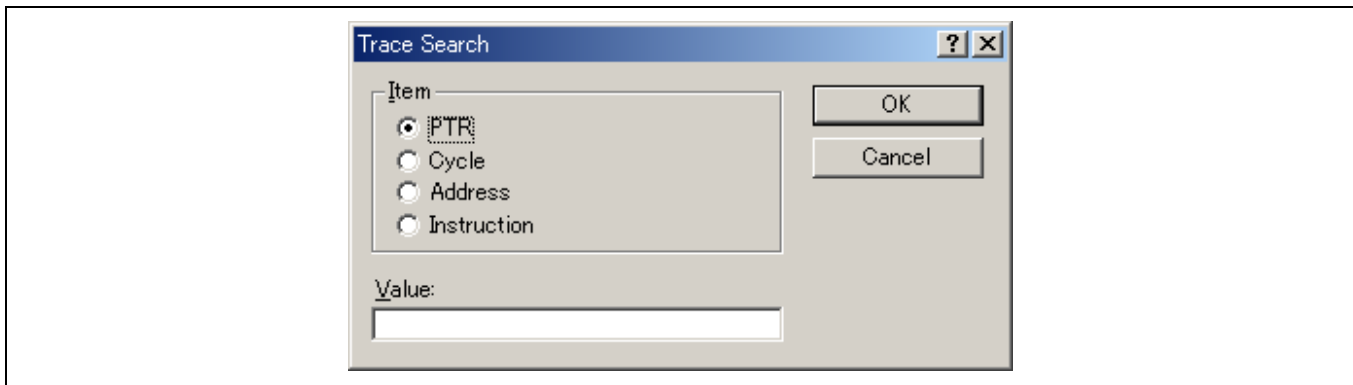 Trace Search
Item
PTR
Cycle
Address
Instruction
OK
Cancel
Value: